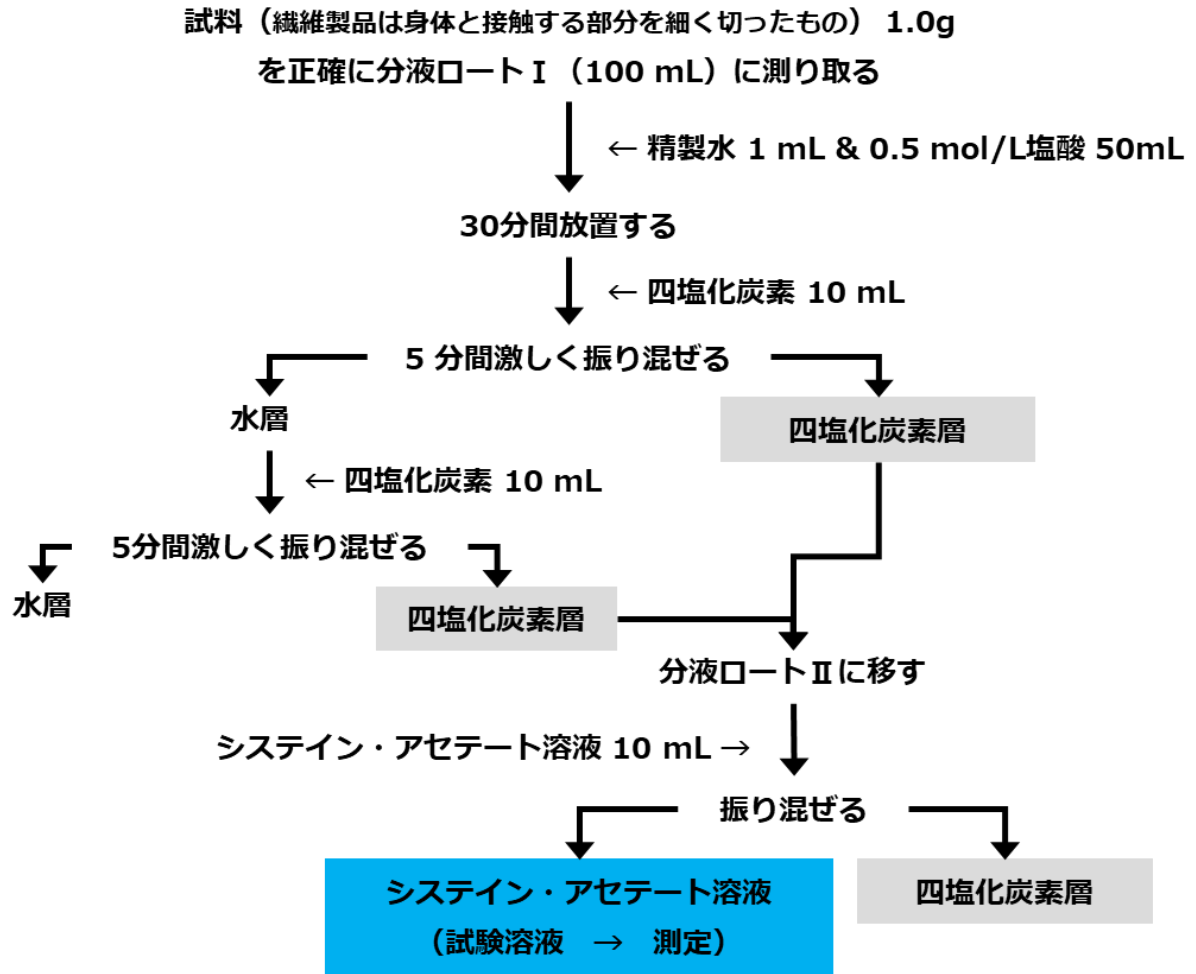 試料（繊維製品は身体と接触する部分を細く切ったもの） 1.0g
を正確に分液ロートⅠ（100 mL）に測り取る
← 精製水 1 mL & 0.5 mol/L塩酸 50mL
30分間放置する
← 四塩化炭素 10 mL
5 分間激しく振り混ぜる
水層
四塩化炭素層
← 四塩化炭素 10 mL
5分間激しく振り混ぜる
水層
四塩化炭素層
分液ロートⅡに移す
システイン・アセテート溶液 10 mL →
振り混ぜる
システイン・アセテート溶液
（試験溶液　→　測定）
四塩化炭素層